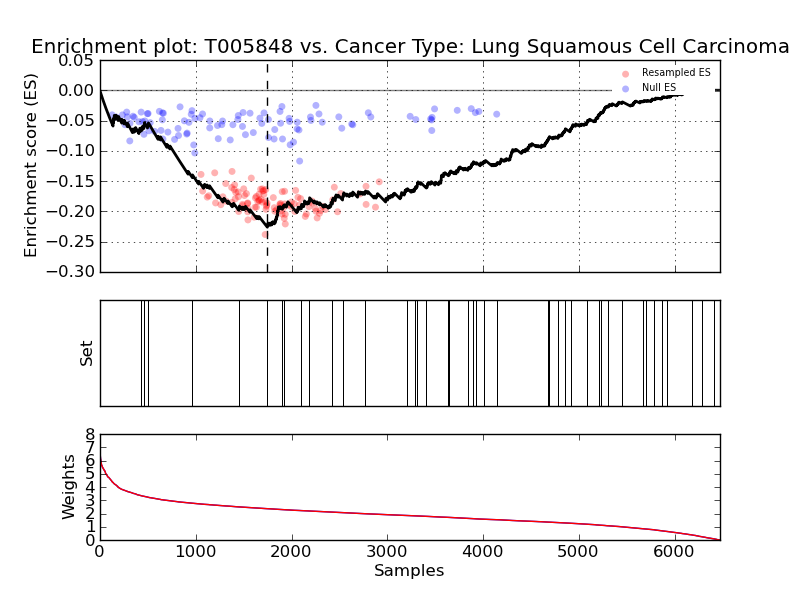 Enrichment plot: T005848 vs. Cancer Type: Lung Squamous Cell Carcinoma
Enrichment score (ES)
0.05
0.00
−0.05
−0.10
−0.15
−0.20
−0.25
−0.30
Resampled ES
Null ES
Set
Weights
8
7
6
5
4
3
2
1
0
0 1000 2000 3000 4000 5000 6000
Samples